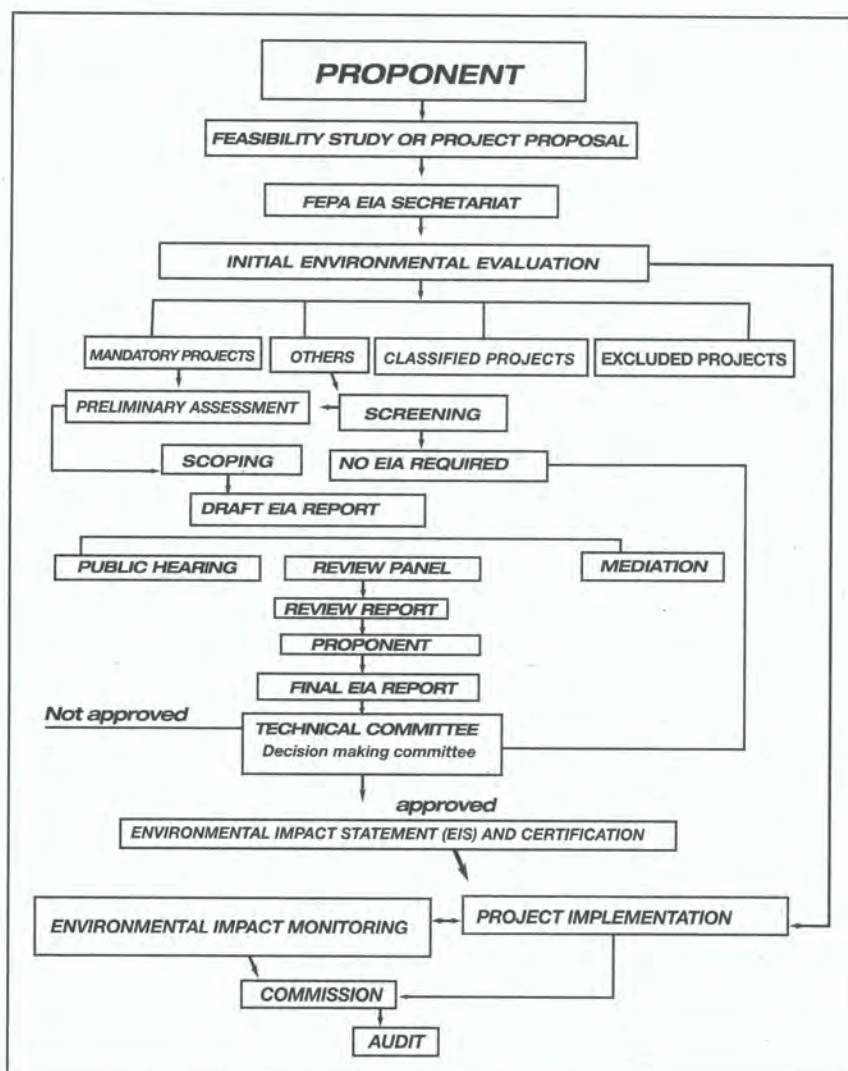 PROPONENT
FEASIBILITY STUDY OR PROJECT PROPOSAL
FEPA EIA SECRETARIAT
INITIAL ENVIRONMENTAL EVALUATION
MANDATORY PROJECTS
OTHERS
CLASSIFIED PROJECTS
EXCLUDED PROJECTS
PRELIMINARY ASSESSMENT
SCREENING
SCOPING
NO EIA REQUIRED
DRAFT EIA REPORT
PUBLIC HEARING
REVIEW PANEL
MEDIATION
REVIEW REPORT
PROPONENT
FINAL EIA REPORT
Not approved
TECHNICAL COMMITTEE
Decision making committee
approved
ENVIRONMENTAL IMPACT STATEMENT (EIS) AND CERTIFICATION
ENVIRONMENTAL IMPACT MONITORING
PROJECT IMPLEMENTATION
COMMISSION
AUDIT